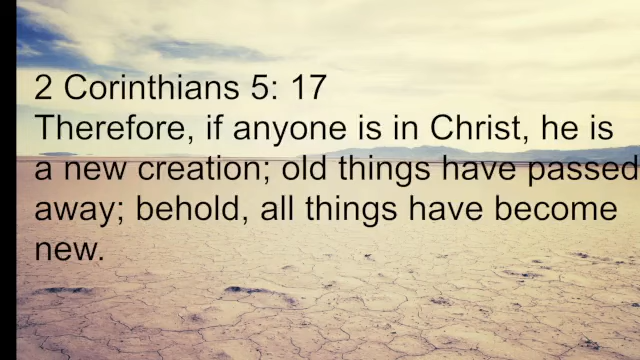 2 Corinthians 5: 17
Therefore, if anyone is in Christ, he is
a new creation; old things have passed
away; behold, all things have become
new.